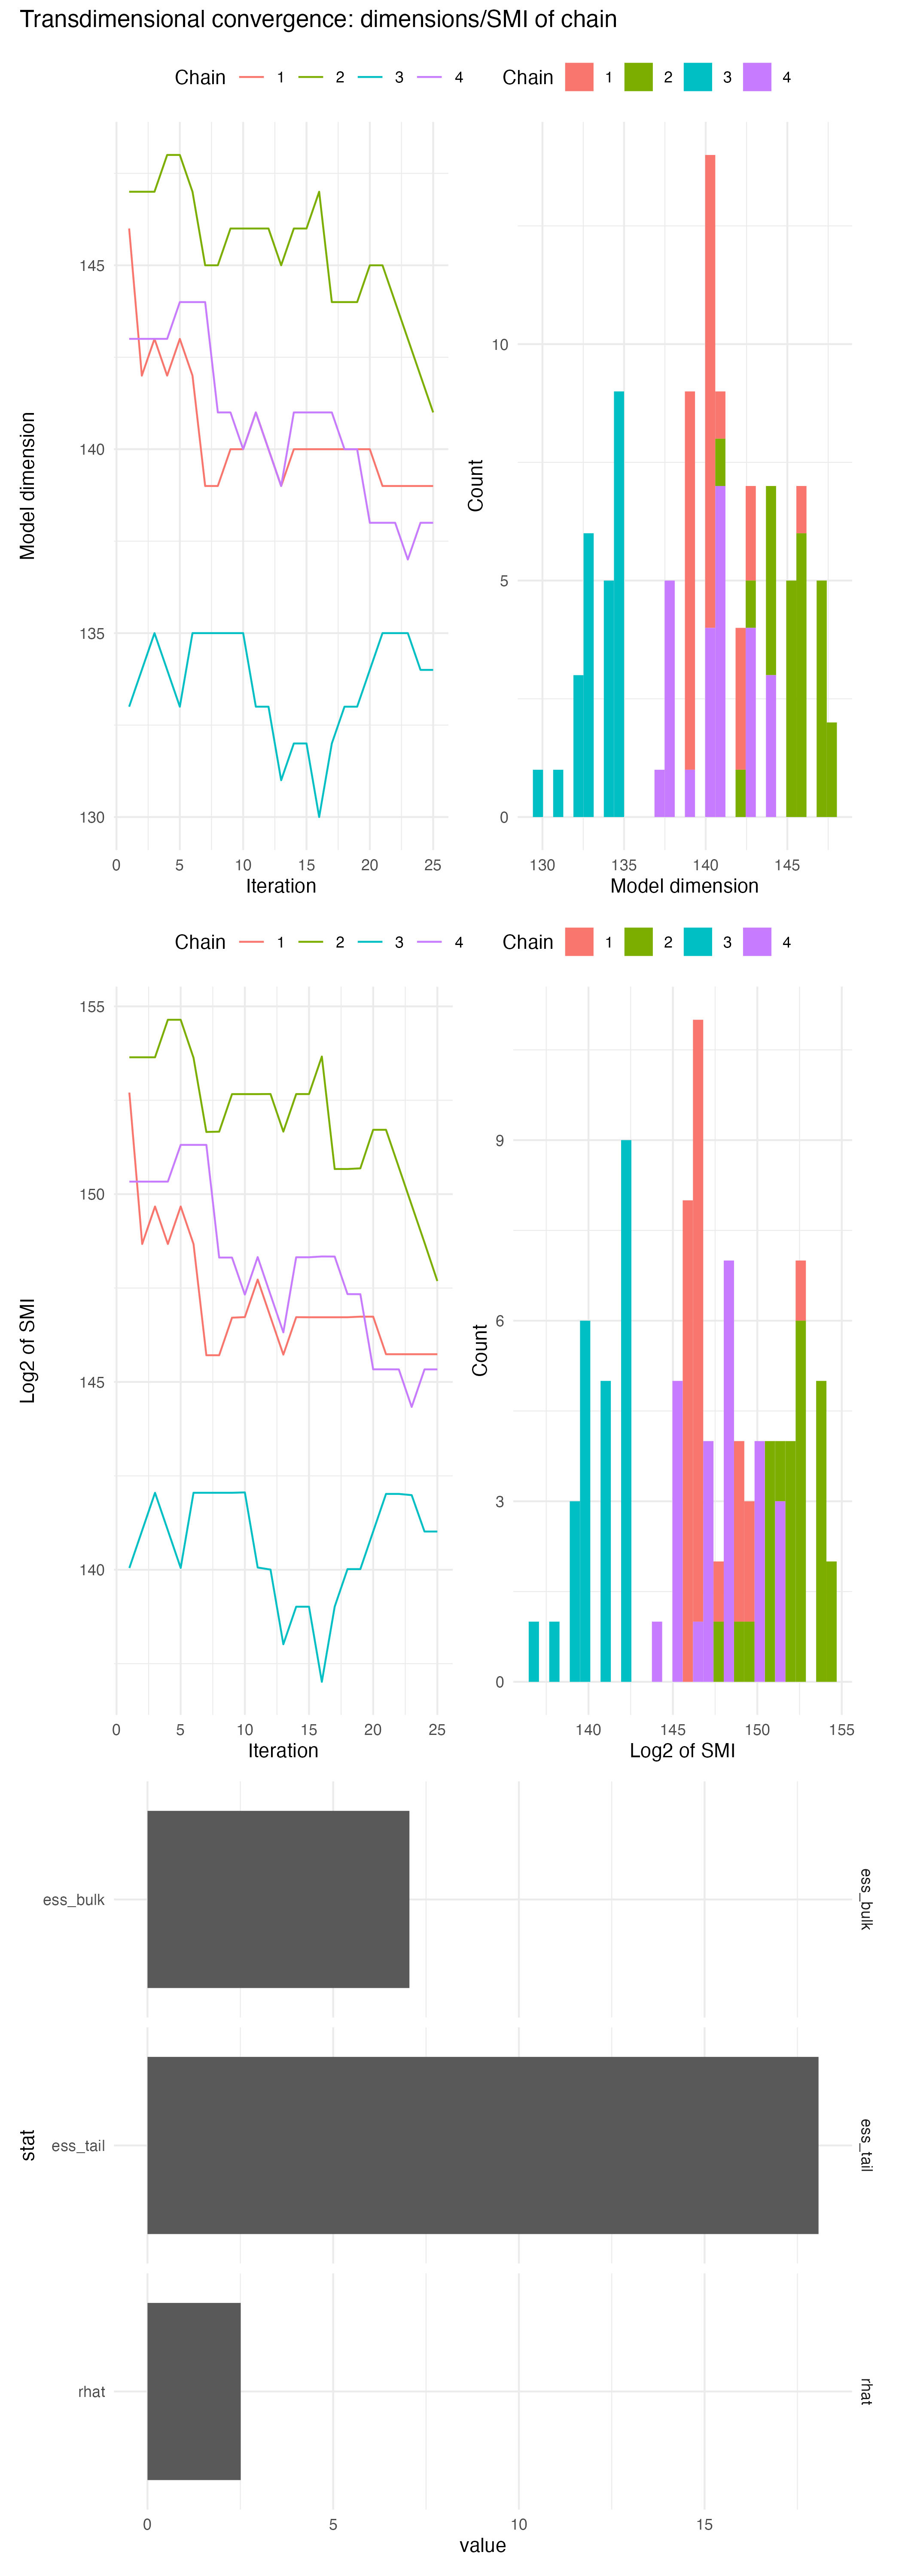 Transdimensional convergence: dimensions/SMI of chain
Chain 1 2 3 4
Chain 1 2 3 4
Model dimension
145
140
135
130
0 5 10 15 20 25
Iteration
Count
10
5
0
130 135 140 145
Model dimension
Chain 1 2 3 4
Chain 1 2 3 4
Log2 of SMI
155
150
145
140
0 5 10 15 20 25
Iteration
Count
9
6
3
0
140 145 150 155
Log2 of SMI
stat
ess_bulk
ess_bulk
ess_tail
ess_tail
rhat
rhat
0 5 10 15
value